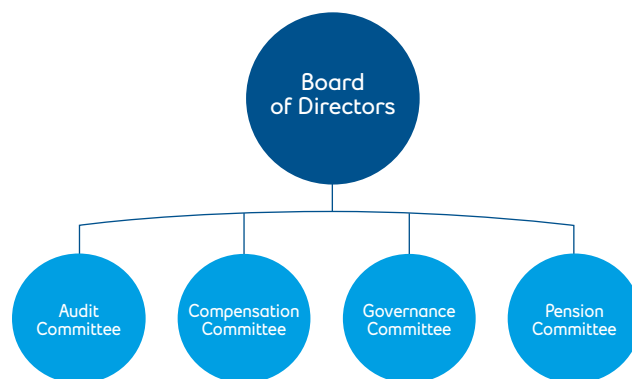 Board
of Directors
Audit
Committee
Compensation
Committee
Governance
Committee
Pension
Committee